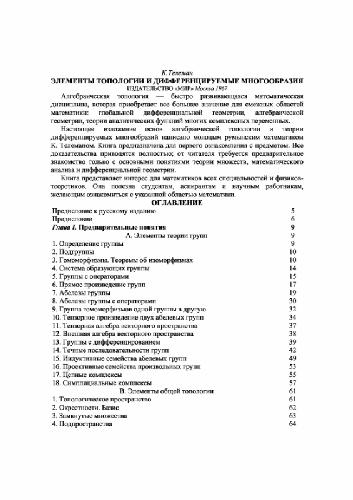 К.Телеман
ЭЛЕМЕНТЫ ТОПОЛОГИИ И ДИФФЕРЕНЦИРУЕМЫЕ МНОГООБРАЗИЯ
ИЗДАТЕЛЬСТВО «МИР» Москва 1967
Алгебраическая топология — быстро развивающаяся математическая
дисциплина, которая приобретает все большее значение для смежных областей
математики: глобальной дифференциальной геометрии, алгебраической
геометрии, теории аналитических функций многих комплексных переменных.
Настоящее изложение основ алгебраической топологии и теории
дифференцируемых многообразий написано молодым румынским математиком
К. Телеманом. Книга предназначена для первого ознакомления с предметом. Все
доказательства приводятся полностью; от читателя требуется предварительное
знакомство только с основными понятиями теории множеств, математического
анализа и дифференциальной геометрии.
Книга представляет интерес для математиков всех специальностей и физиков-
теоретиков. Она полезна студентам, аспирантам и научным работникам,
желающим ознакомиться с указанной областью математики.
ОГЛАВЛЕНИЕ
Предисловие к русскому изданию 5
Предисловие 6
Глава I. Предварительные понятия 9
А. Элементы теории групп 9
1. Определение группы 9
2. Подгруппы 10
3. Гомоморфизмы. Теоремы об изоморфизмах 10
4. Система образующих группы 14
5. Группы с операторами 15
6. Прямое произведение групп 17
7. Абелевы группы 19
8. Абелевы группы с операторами 30
9. Группа гомоморфизмов одной группы в другую 32
10. Тензорное произведение двух абелевых групп 34
11. Тензорная алгебра векторного пространства 37
12. Внешняя алгебра векторного пространства 38
13. Группы с дифференцированием 39
14. Точные последовательности групп 42
15. Индуктивные семейства абелевых групп 49
16. Проективные семейства произвольных групп 53
17. Цепные комплексы 55
18. Симплициальные комплексы 57
В. Элементы общей топологии 61
1. Топологическое пространство 61
2. Окрестности. Базис 62
3. Замкнутые множества 63
4. Подпространства 64